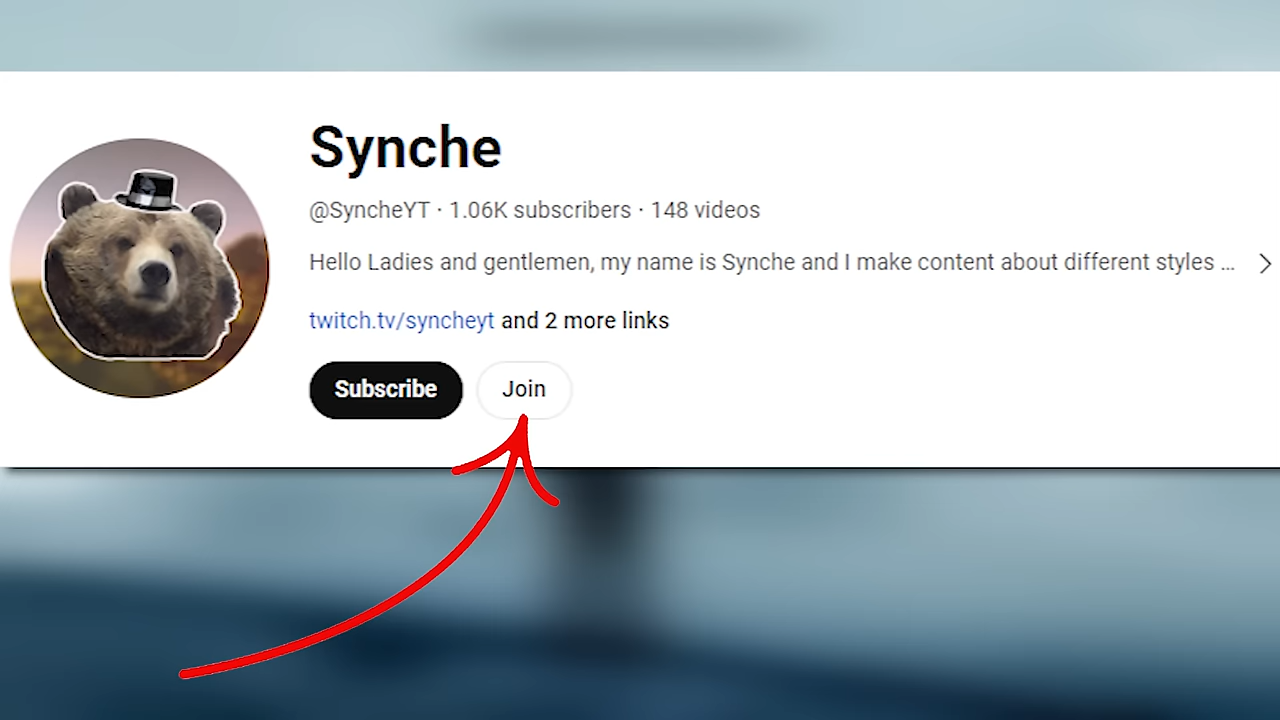 Synche
@SyncheYT · 1.06K subscribers · 148 videos
Hello Ladies and gentlemen, my name is Synche and I make content about different styles ...
twitch.tv/syncheyt and 2 more links
Subscribe Join